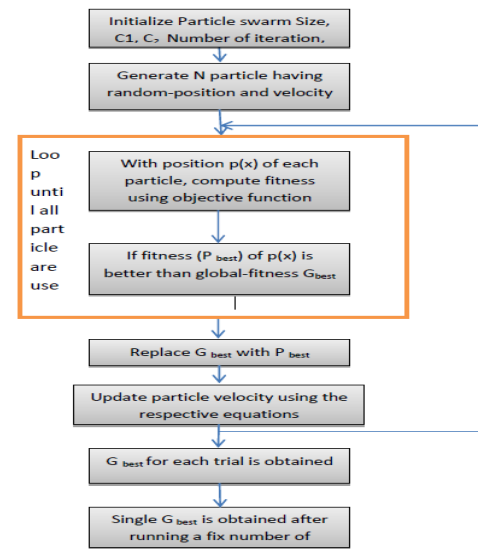 Initialize Particle swarm Size,
C1, C2 Number of iteration,
Generate N particle having
random-position and velocity
Loo
p
unti
l all
part
icle
are
use
With position p(x) of each
particle, compute fitness
using objective function
If fitness (P best) of p(x) is
better than global-fitness Gbest
Replace G best with P best
Update particle velocity using the
respective equations
G best for each trial is obtained
Single G best is obtained after
running a fix number of